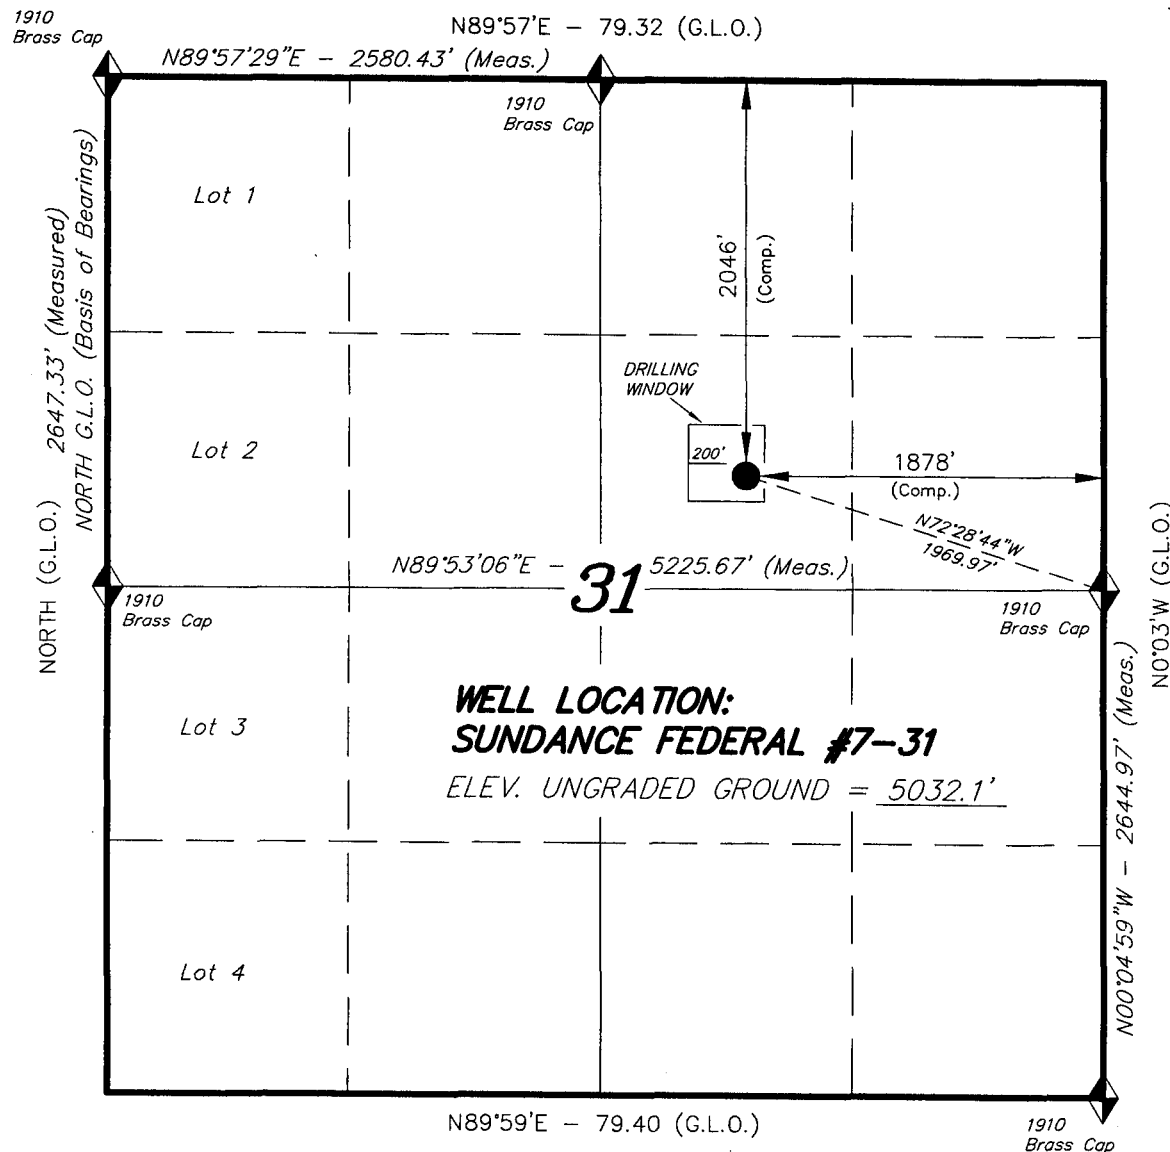 1910
Brass Cap
N89°57'E - 79.32 (G.L.O.)
N89°57'29"E - 2580.43' (Meas.)
1910
Brass Cap
NORTH (G.L.O.)
2647.33' (Measured)
NORTH G.L.O. (Basis of Bearings)
Lot 1
2046'
(Comp.)
DRILLING
WINDOW
Lot 2
200'
1878'
(Comp.)
N72°28'44"W
1969.97'
N89°53'06"E - 5225.67' (Meas.)
31
1910
Brass Cap
1910
Brass Cap
N0°03'W (G.L.O.)
WELL LOCATION:
SUNDANCE FEDERAL #7-31
ELEV. UNGRADED GROUND = 5032.1'
Lot 3
N00°04'59"W - 2644.97' (Meas.)
Lot 4
N89°59'E - 79.40 (G.L.O.)
1910
Brass Cap